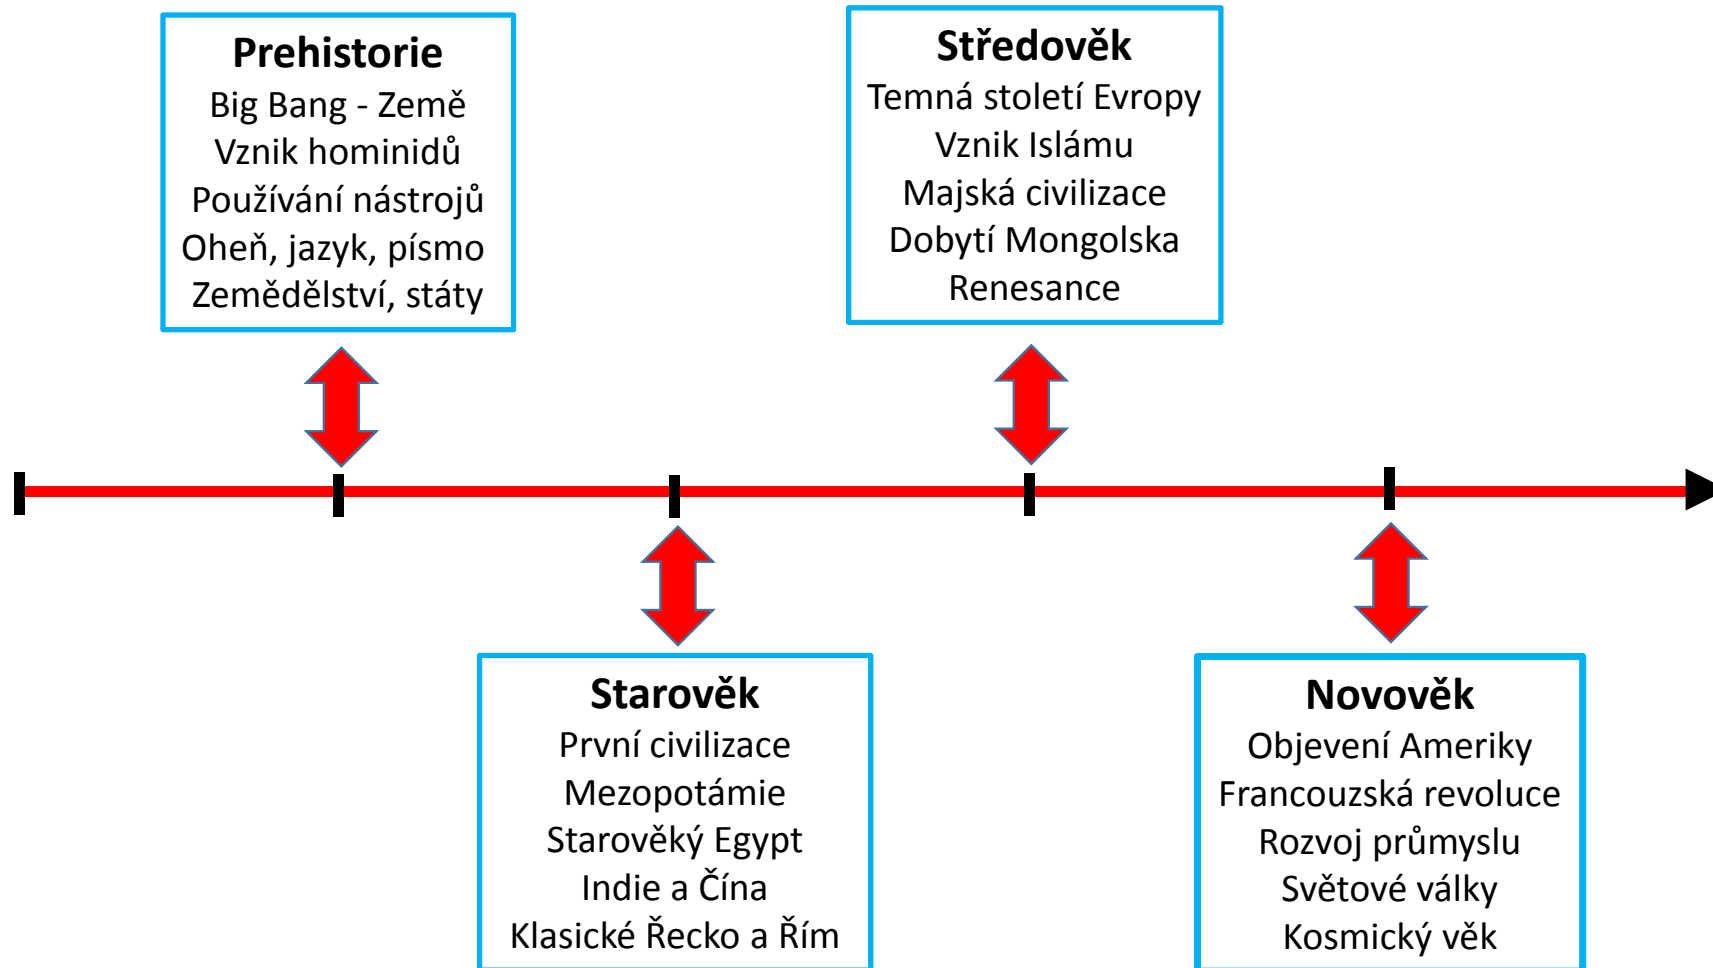 Prehistorie
Big Bang - Země
Vznik hominidů
Používání nástrojů
Oheň, jazyk, písmo
Zemědělství, státy
Středověk
Temná století Evropy
Vznik Islámu
Majská civilizace
Dobytí Mongolska
Renesance
Starověk
První civilizace
Mezopotámie
Starověký Egypt
Indie a Čína
Klasické Řecko a Řím
Novověk
Objevení Ameriky
Francouzská revoluce
Rozvoj průmyslu
Světové války
Kosmický věk